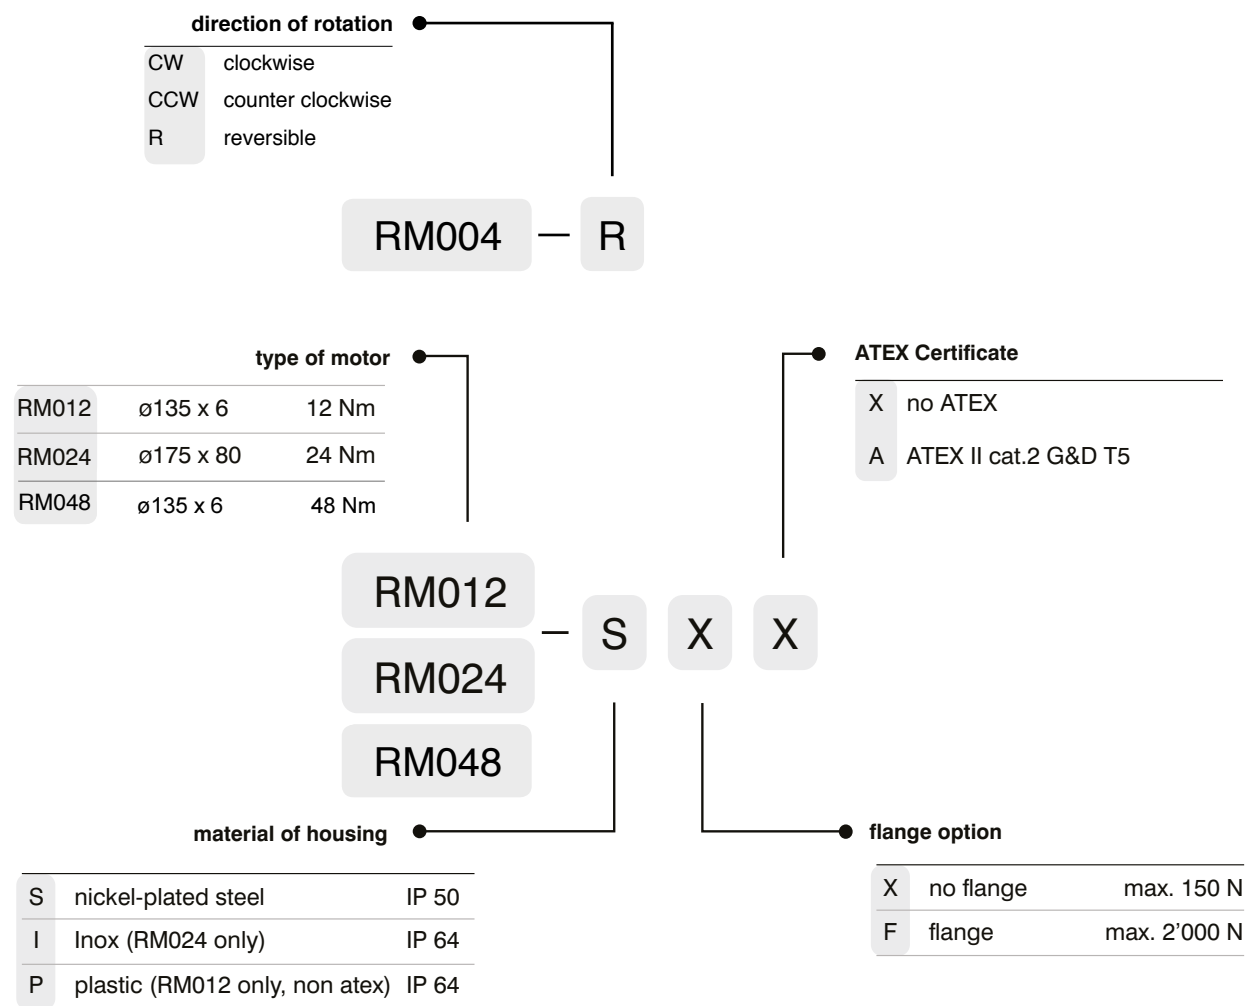 direction of rotation
CW clockwise
CCW counter clockwise
R reversible
RM004 – R
type of motor
RM012 ø135 x 6 12 Nm
RM024 ø175 x 80 24 Nm
RM048 ø135 x 6 48 Nm
ATEX Certificate
X no ATEX
A ATEX II cat.2 G&D T5
RM012
RM024
RM048
– S X X
material of housing
S nickel-plated steel IP 50
I Inox (RM024 only) IP 64
P plastic (RM012 only, non atex) IP 64
flange option
X no flange max. 150 N
F flange max. 2’000 N